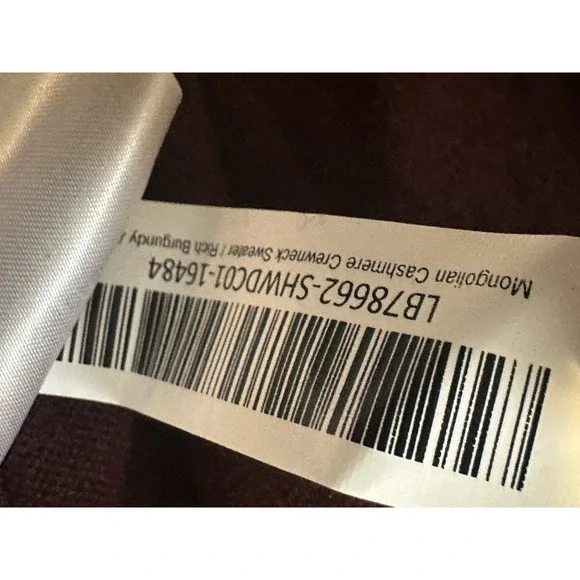 LB78662-SHWDC01-16484
Mongolian Cashmere Crewneck Sweater / Rich Burgundy /